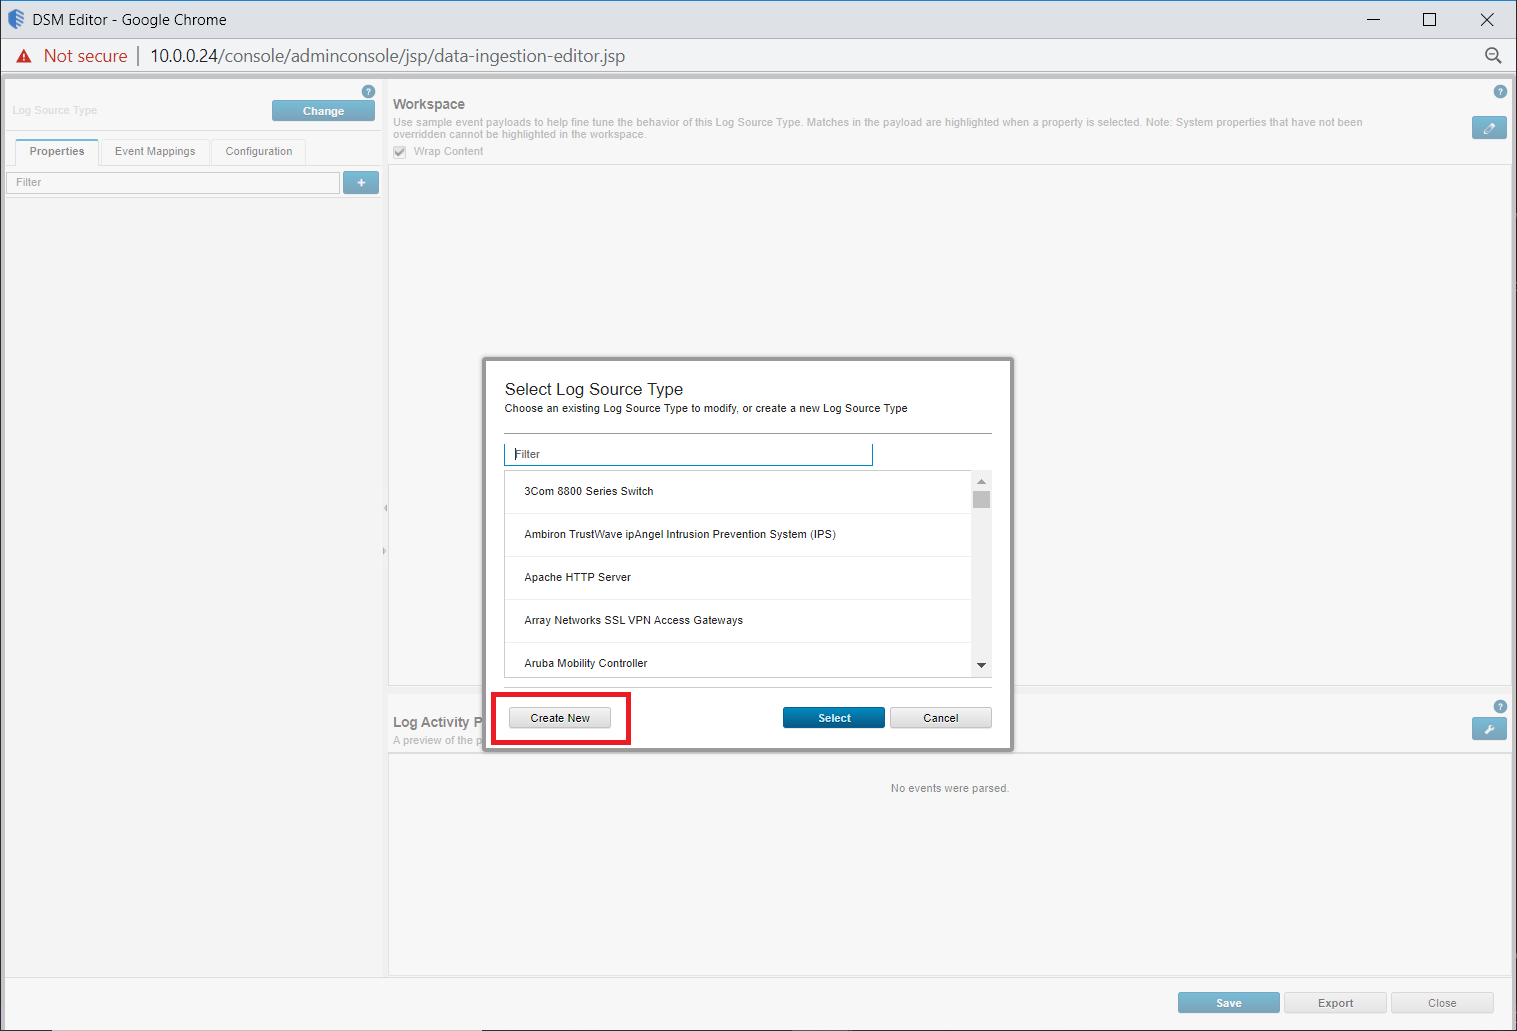 DSM Editor - Google Chrome
Not secure | 10.0.0.24/console/adminconsole/jsp/data-ingestion-editor.jsp
?
Log Source Type
Change
Properties
Event Mappings
Configuration
Filter
+
Workspace
?
Use sample event payloads to help fine tune the behavior of this Log Source Type. Matches in the payload are highlighted when a property is selected. Note: System properties that have not been
overridden cannot be highlighted in the workspace.
Wrap Content
Select Log Source Type
Choose an existing Log Source Type to modify, or create a new Log Source Type
Filter
3Com 8800 Series Switch
Ambiron TrustWave ipAngel Intrusion Prevention System (IPS)
Apache HTTP Server
Array Networks SSL VPN Access Gateways
Aruba Mobility Controller
Create New
Select
Cancel
Log Activity P
?
A preview of the p
No events were parsed.
Save
Export
Close